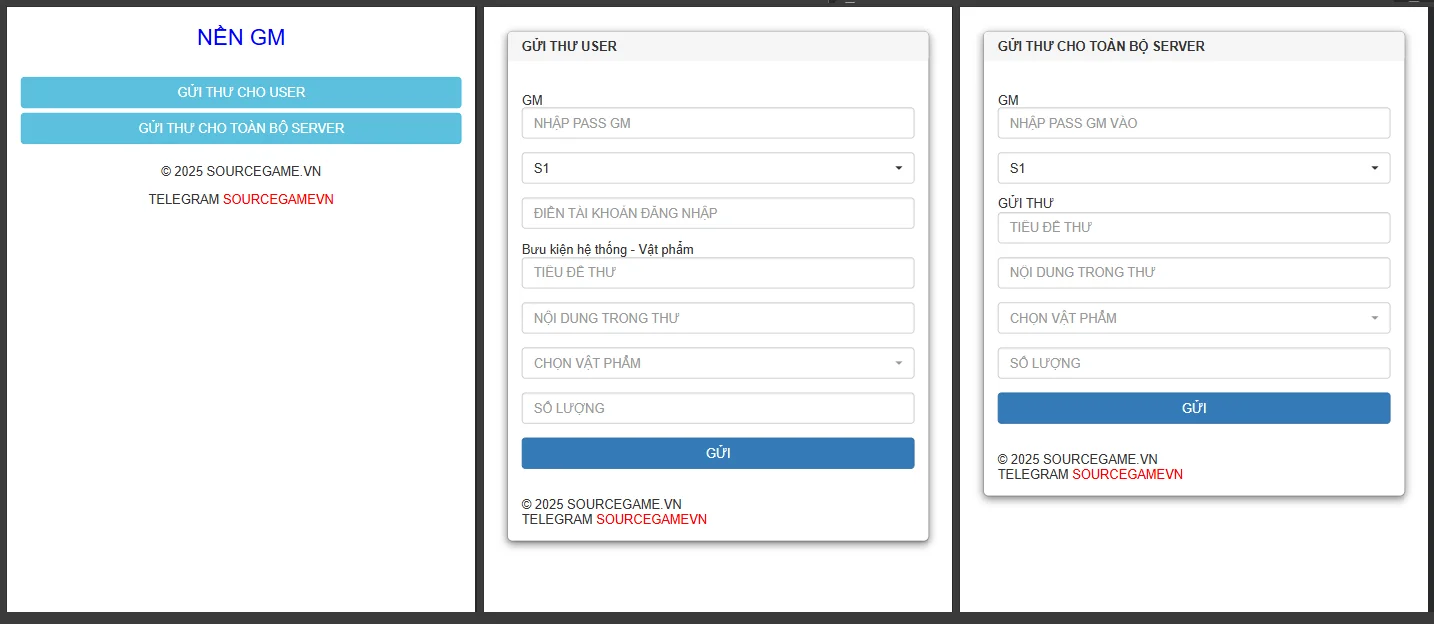 NỀN GM
GỬI THƯ CHO USER
GỬI THƯ CHO TOÀN BỘ SERVER
© 2025 SOURCEGAME.VN
TELEGRAM SOURCEGAMEVN
GỬI THƯ USER
GM
NHẬP PASS GM
S1
ĐIỀN TÀI KHOẢN ĐĂNG NHẬP
Bưu kiện hệ thống - Vật phẩm
TIÊU ĐỀ THƯ
NỘI DUNG TRONG THƯ
CHỌN VẬT PHẨM
SỐ LƯỢNG
GỬI
© 2025 SOURCEGAME.VN
TELEGRAM SOURCEGAMEVN
GỬI THƯ CHO TOÀN BỘ SERVER
GM
NHẬP PASS GM VÀO
S1
GỬI THƯ
TIÊU ĐỀ THƯ
NỘI DUNG TRONG THƯ
CHỌN VẬT PHẨM
SỐ LƯỢNG
GỬI
© 2025 SOURCEGAME.VN
TELEGRAM SOURCEGAMEVN